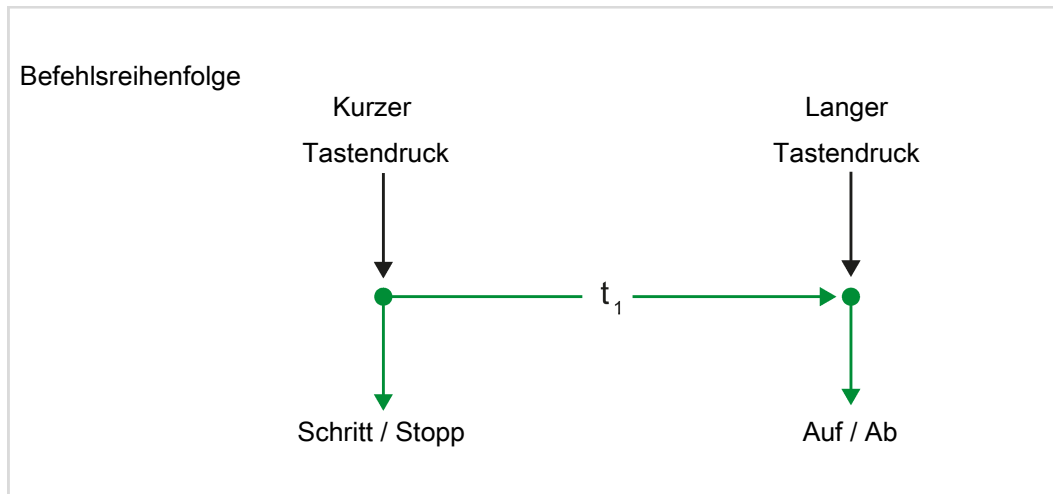 Befehlsreihenfolge
Kurzer
Tastendruck
Langer
Tastendruck
t1
Schritt / Stopp
Auf / Ab